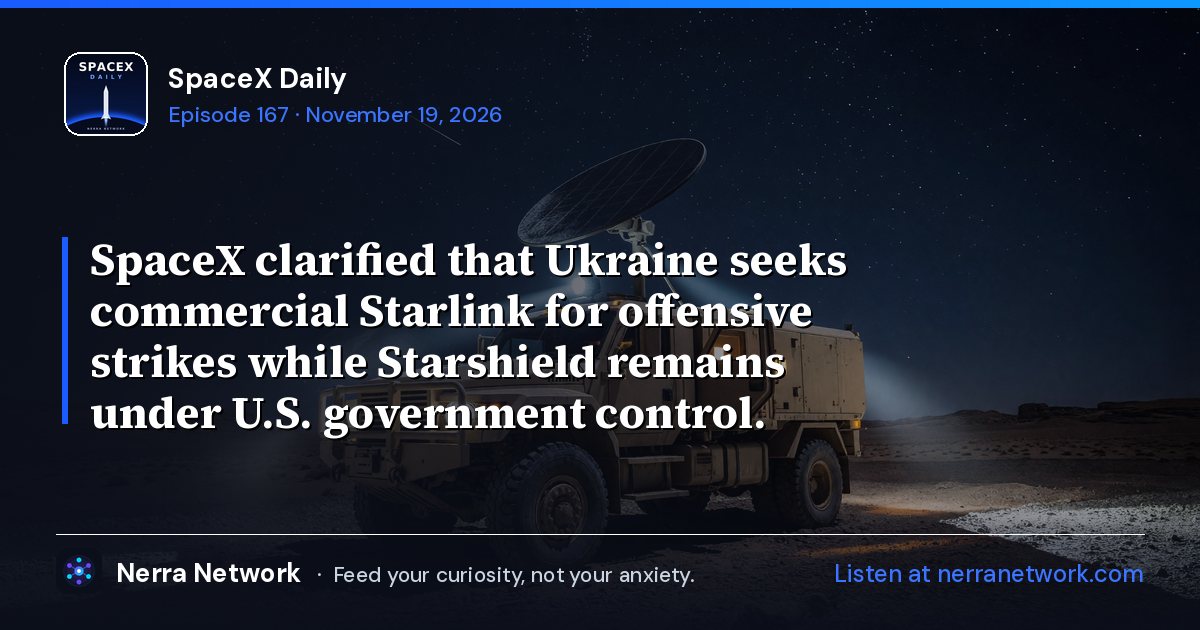 SPACEX
DAILY
NERRA NETWORK
SpaceX Daily
Episode 167 · November 19, 2026
SpaceX clarified that Ukraine seeks
commercial Starlink for offensive
strikes while Starshield remains
under U.S. government control.
Nerra Network · Feed your curiosity, not your anxiety.
Listen at nerranetwork.com